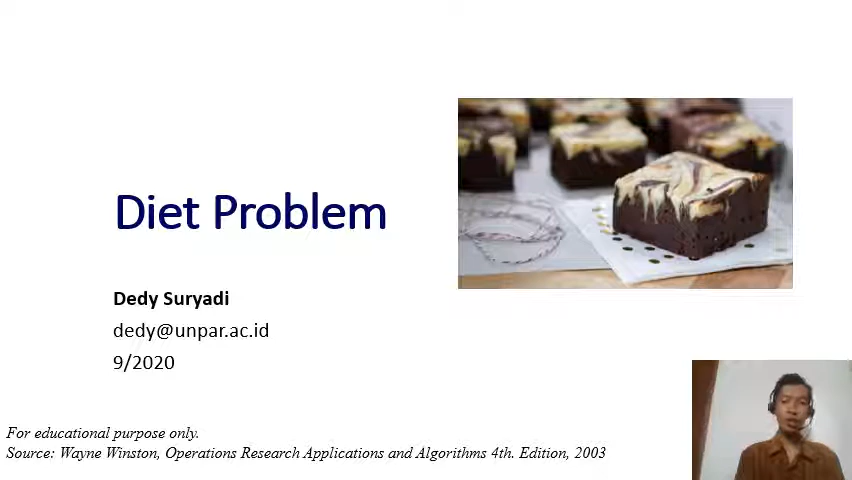 Diet Problem
Dedy Suryadi
dedy@unpar.ac.id
9/2020
For educational purpose only.
Source: Wayne Winston, Operations Research Applications and Algorithms 4th. Edition, 2003